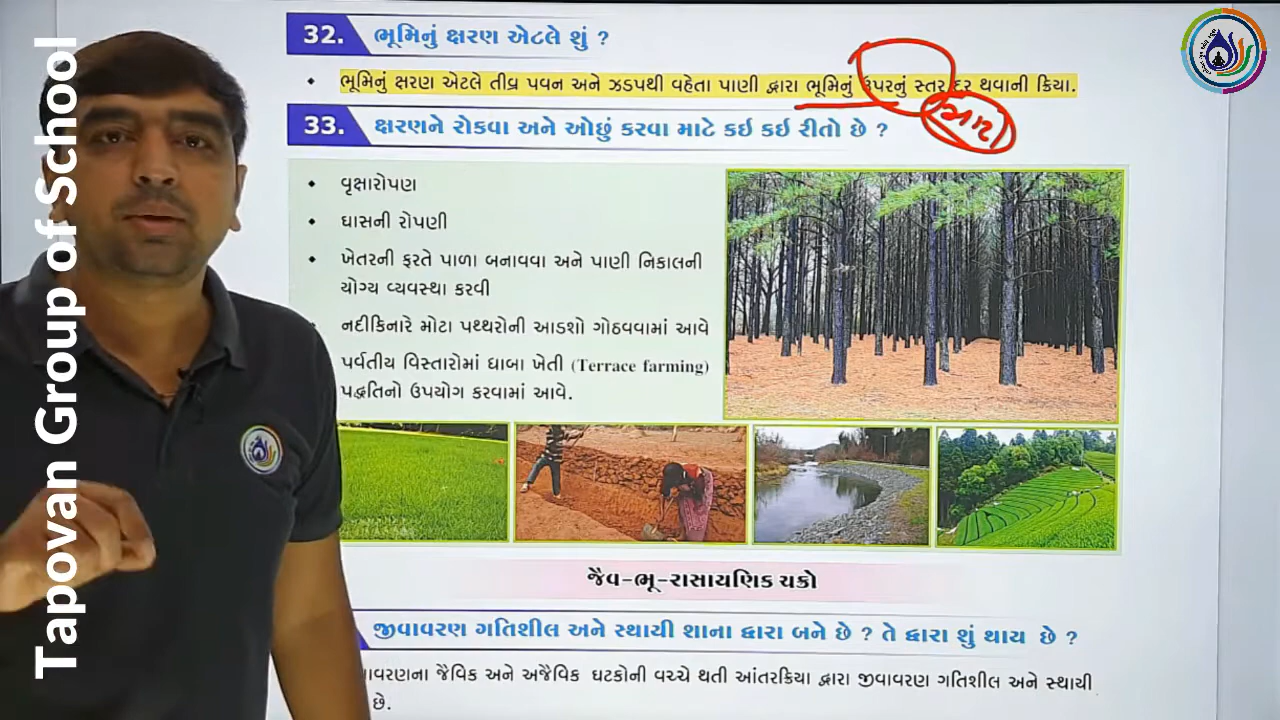 Tapovan Group of School
32. ભૂમિનું ક્ષરણ એટલે શું ?
• ભૂમિનું ક્ષરણ એટલે તીવ્ર પવન અને ઝડપથી વહેતા પાણી દ્વારા ભૂમિનું ઉપરનું સ્તર દૂર થવાની ક્રિયા.
33. ક્ષરણને રોકવા અને ઓછું કરવા માટે કઇ કઇ રીતો છે ?
• વૃક્ષારોપણ
• ઘાસની રોપણી
• ખેતરની ફરતે પાળા બનાવવા અને પાણી નિકાલની
યોગ્ય વ્યવસ્થા કરવી
નદીકિનારે મોટા પથ્થરોની આડશો ગોઠવવામાં આવે
પર્વતીય વિસ્તારોમાં ધાબા ખેતી (Terrace farming)
પદ્ધતિનો ઉપયોગ કરવામાં આવે.
જૈવ-ભૂ-રાસાયણિક ચક્રો
જીવાવરણ ગતિશીલ અને સ્થાયી શાના દ્વારા બને છે ? તે દ્વારા શું થાય છે ?
વાવરણના જૈવિક અને અજૈવિક ઘટકોની વચ્ચે થતી આંતરક્રિયા દ્વારા જીવાવરણ ગતિશીલ અને સ્થાયી
છે.